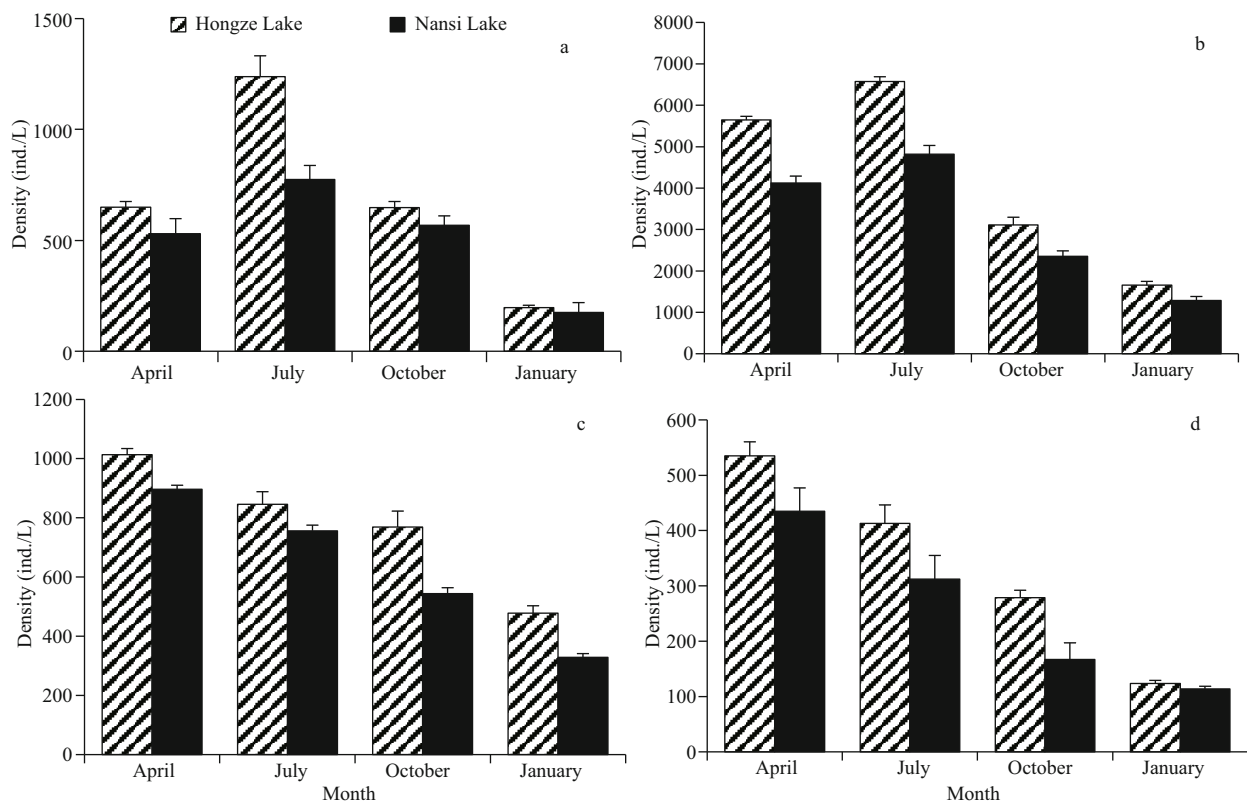 Hongze Lake
Nansi Lake
a
1500
1000
500
0
Density (ind./L)
April
July
October
January
b
8000
7000
6000
5000
4000
3000
2000
1000
0
Density (ind./L)
April
July
October
January
c
1200
1000
800
600
400
200
0
Density (ind./L)
April
July
October
January
Month
d
600
500
400
300
200
100
0
Density (ind./L)
April
July
October
January
Month